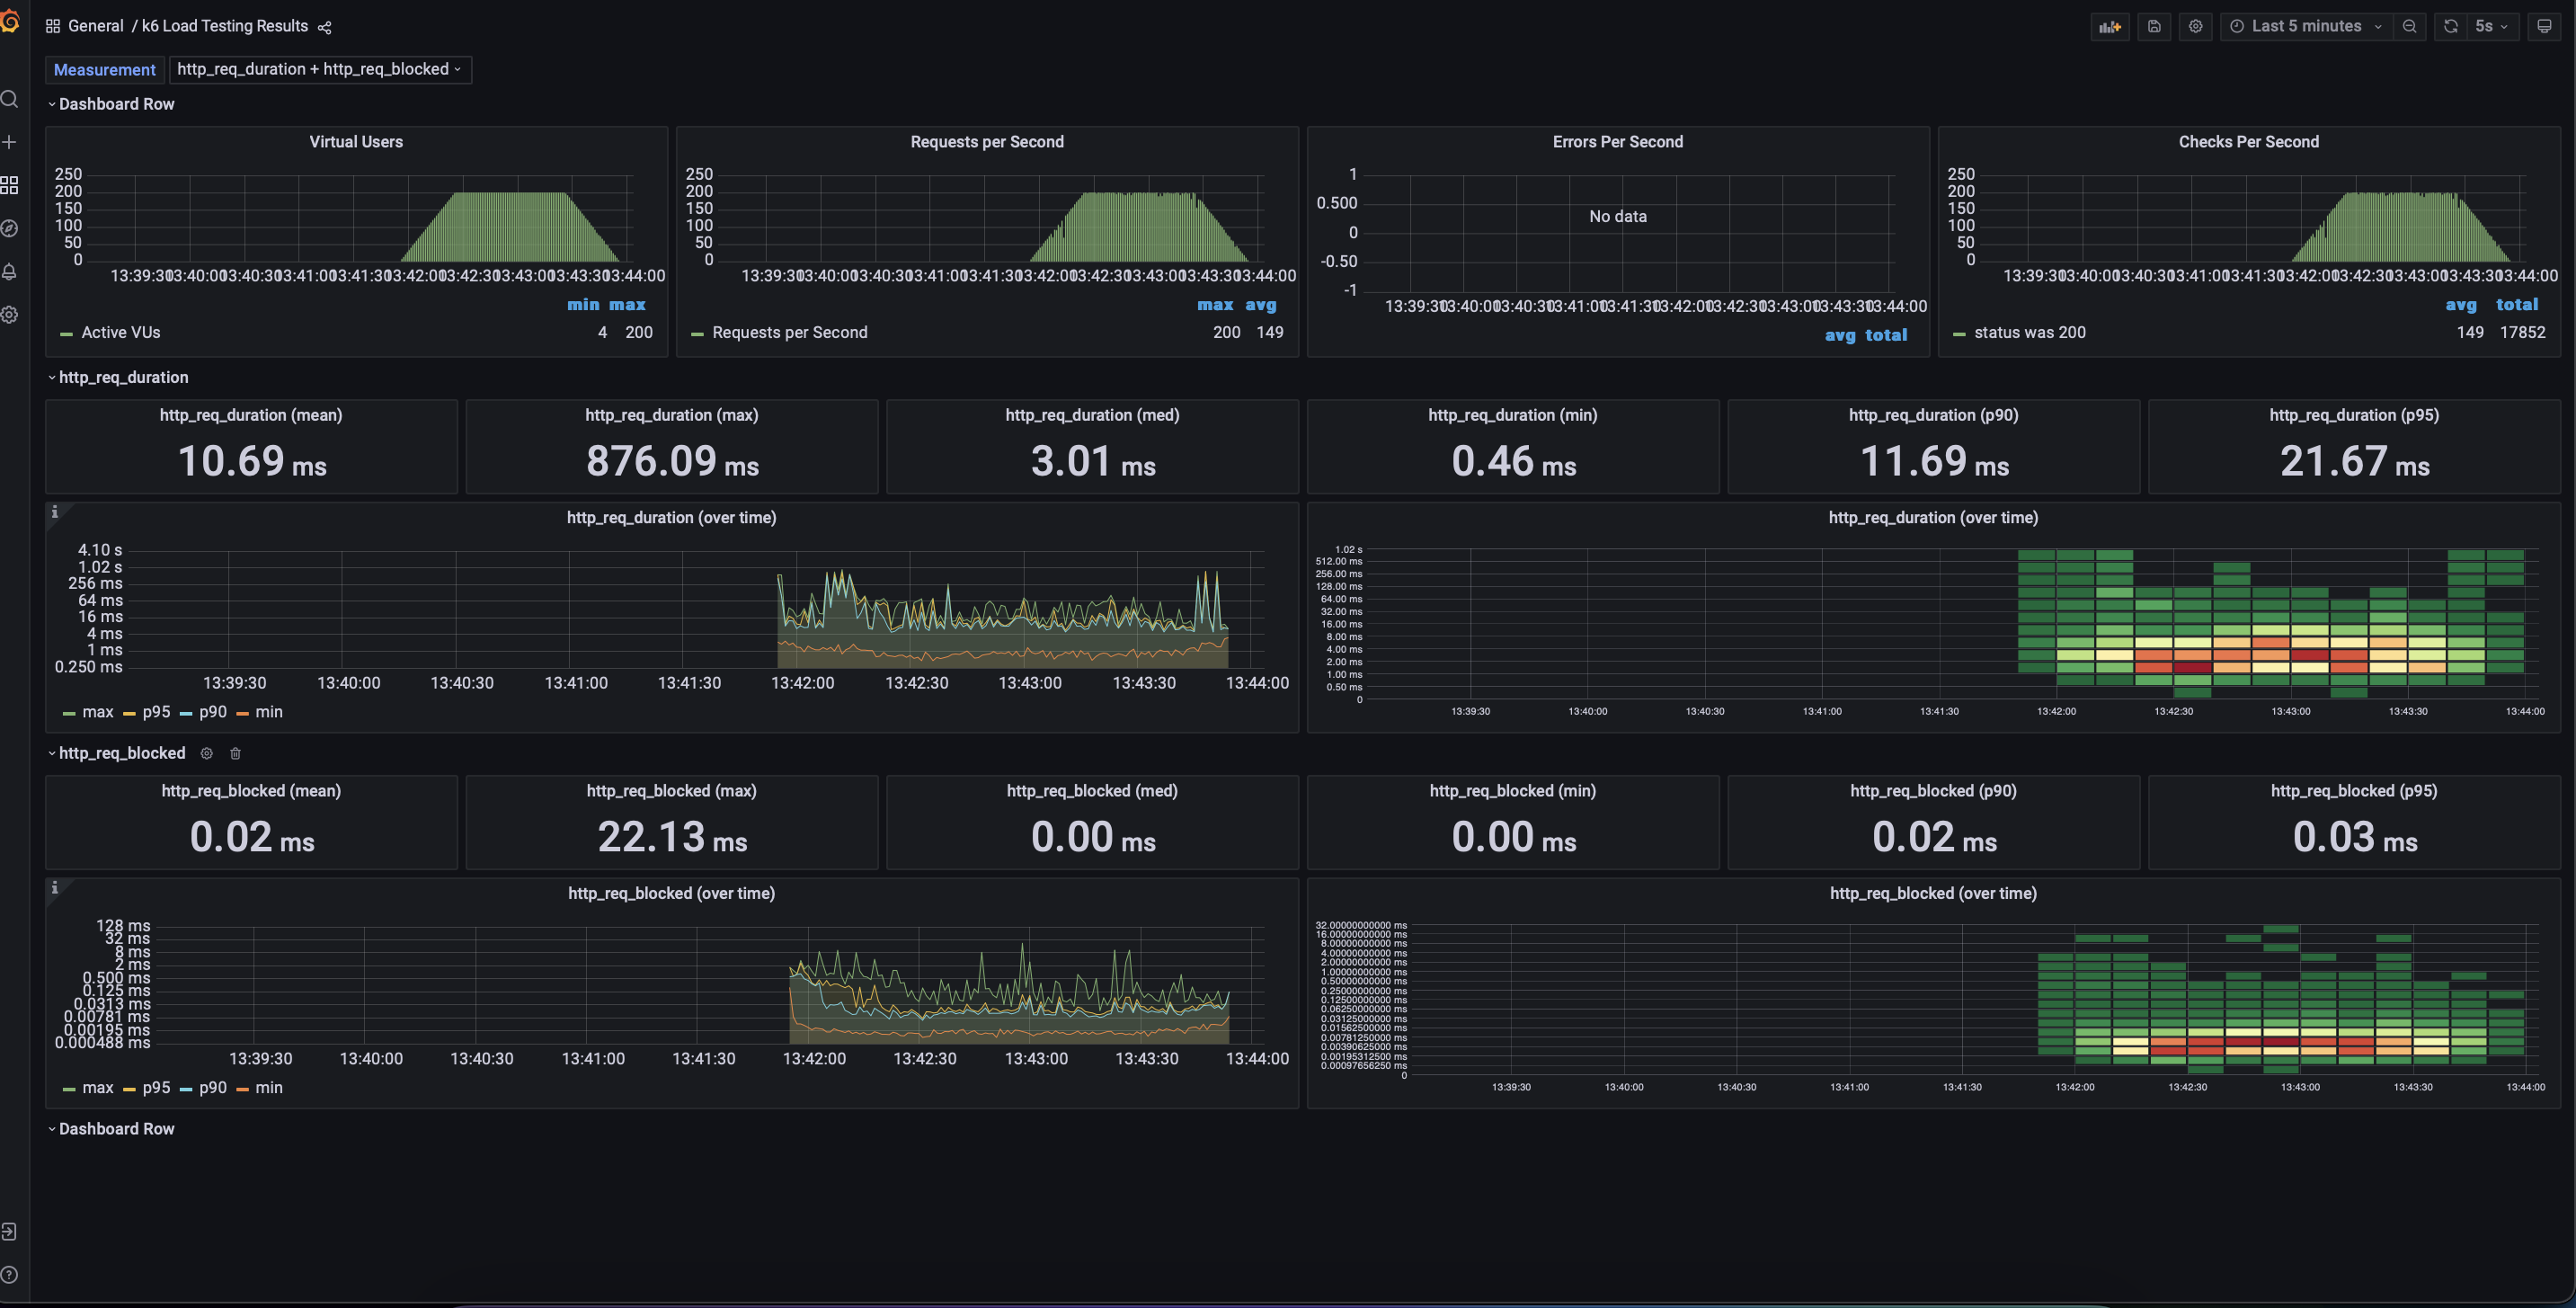 General / k6 Load Testing Results
Last 5 minutes
5s
Measurement
http_req_duration + http_req_blocked
Dashboard Row
Virtual Users
250
200
150
100
50
0
13:39:30 13:40:00 13:40:30 13:41:00 13:41:30 13:42:00 13:42:30 13:43:00 13:43:30 13:44:00
min max
Active VUs 4 200
Requests per Second
250
200
150
100
50
0
13:39:30 13:40:00 13:40:30 13:41:00 13:41:30 13:42:00 13:42:30 13:43:00 13:43:30 13:44:00
max avg
Requests per Second 200 149
Errors Per Second
1
0.500
0
-0.50
-1
No data
13:39:30 13:40:00 13:40:30 13:41:00 13:41:30 13:42:00 13:42:30 13:43:00 13:43:30 13:44:00
avg total
Checks Per Second
250
200
150
100
50
0
13:39:30 13:40:00 13:40:30 13:41:00 13:41:30 13:42:00 13:42:30 13:43:00 13:43:30 13:44:00
avg total
status was 200 149 17852
http_req_duration
http_req_duration (mean)
10.69 ms
http_req_duration (max)
876.09 ms
http_req_duration (med)
3.01 ms
http_req_duration (min)
0.46 ms
http_req_duration (p90)
11.69 ms
http_req_duration (p95)
21.67 ms
http_req_duration (over time)
4.10 s
1.02 s
256 ms
64 ms
16 ms
4 ms
1 ms
0.250 ms
13:39:30 13:40:00 13:40:30 13:41:00 13:41:30 13:42:00 13:42:30 13:43:00 13:43:30 13:44:00
max p95 p90 min
http_req_duration (over time)
1.02 s
512.00 ms
256.00 ms
128.00 ms
64.00 ms
32.00 ms
16.00 ms
8.00 ms
4.00 ms
2.00 ms
1.00 ms
0.50 ms
0
13:39:30 13:40:00 13:40:30 13:41:00 13:41:30 13:42:00 13:42:30 13:43:00 13:43:30 13:44:00
http_req_blocked
http_req_blocked (mean)
0.02 ms
http_req_blocked (max)
22.13 ms
http_req_blocked (med)
0.00 ms
http_req_blocked (min)
0.00 ms
http_req_blocked (p90)
0.02 ms
http_req_blocked (p95)
0.03 ms
http_req_blocked (over time)
128 ms
32 ms
8 ms
2 ms
0.500 ms
0.125 ms
0.0313 ms
0.00781 ms
0.00195 ms
0.000488 ms
13:39:30 13:40:00 13:40:30 13:41:00 13:41:30 13:42:00 13:42:30 13:43:00 13:43:30 13:44:00
max p95 p90 min
http_req_blocked (over time)
32.00000000000 ms
16.00000000000 ms
8.00000000000 ms
4.00000000000 ms
2.00000000000 ms
1.00000000000 ms
0.50000000000 ms
0.25000000000 ms
0.12500000000 ms
0.06250000000 ms
0.03125000000 ms
0.01562500000 ms
0.00781250000 ms
0.00390625000 ms
0.00195312500 ms
0.00097656250 ms
0
13:39:30 13:40:00 13:40:30 13:41:00 13:41:30 13:42:00 13:42:30 13:43:00 13:43:30 13:44:00
Dashboard Row